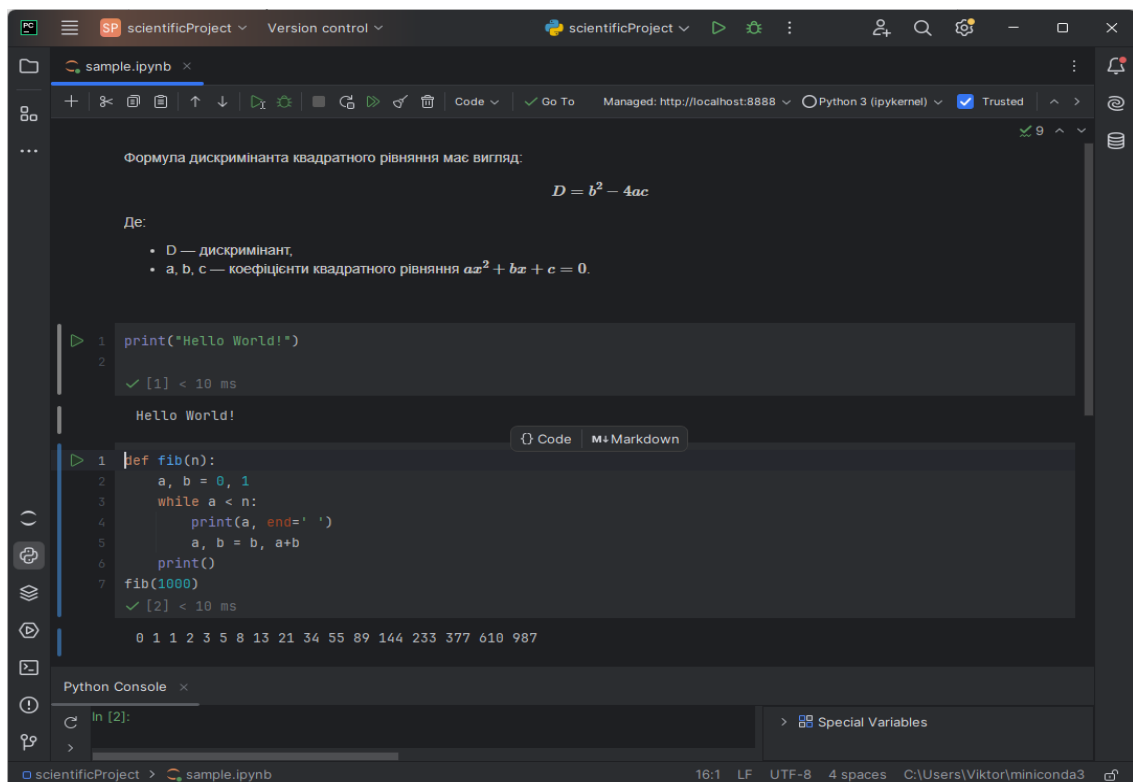 PC SP scientificProject Version control scientificProject
sample.ipynb
Code Go To Managed: http://localhost:8888 Python 3 (ipykernel) Trusted
9
Формула дискримінанта квадратного рівняння має вигляд:
D = b² − 4ac
Де:
• D — дискримінант,
• a, b, c — коефіцієнти квадратного рівняння ax² + bx + c = 0.
1 print("Hello World!")
2
[1] < 10 ms
Hello World!
{} Code M↓ Markdown
1 def fib(n):
2     a, b = 0, 1
3     while a < n:
4         print(a, end=' ')
5         a, b = b, a+b
6     print()
7 fib(1000)
[2] < 10 ms
0 1 1 2 3 5 8 13 21 34 55 89 144 233 377 610 987
Python Console
In [2]:
Special Variables
scientificProject > sample.ipynb 16:1 LF UTF-8 4 spaces C:\Users\Viktor\miniconda3